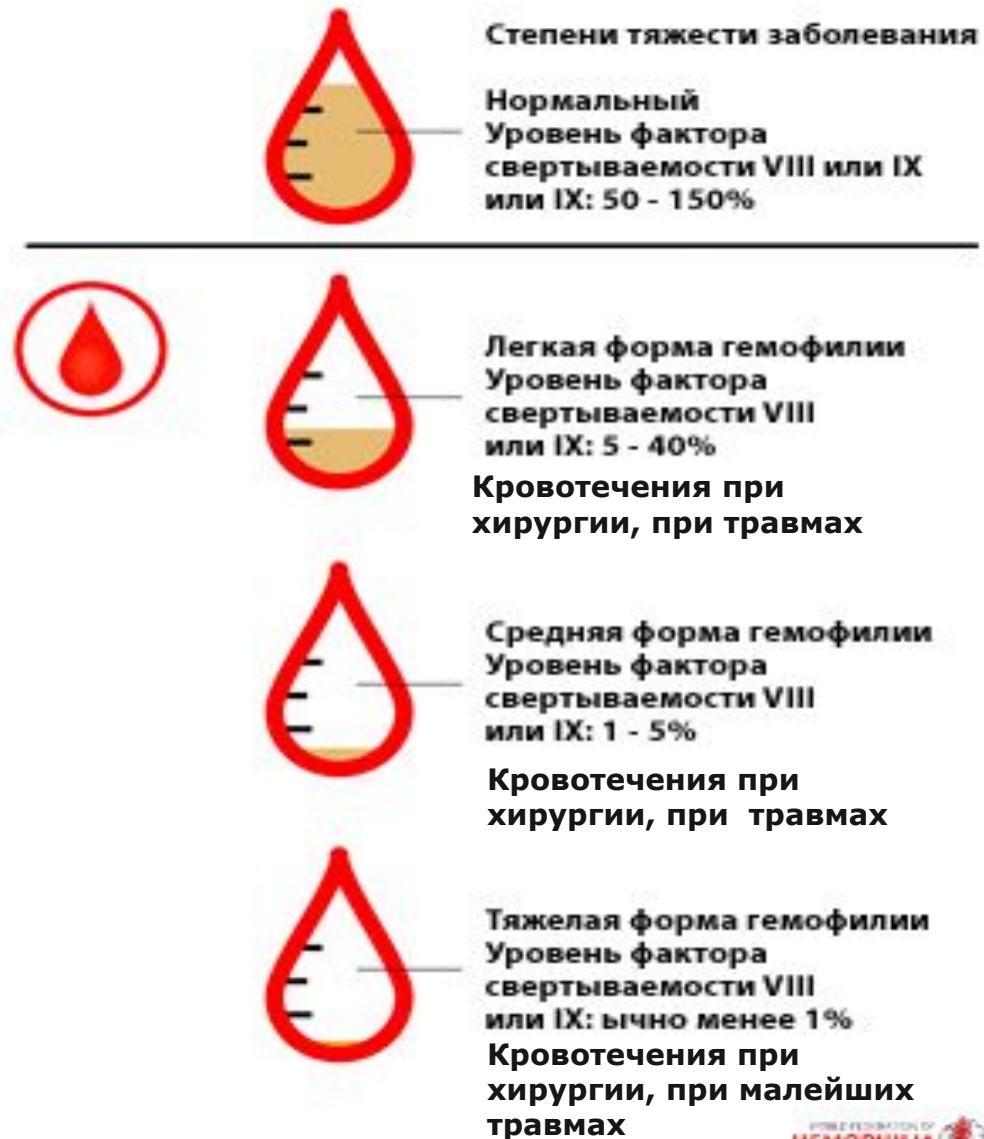 Степени тяжести заболевания
Нормальный
Уровень фактора
свертываемости VIII или IX
или IX: 50 - 150%
Легкая форма гемофилии
Уровень фактора
свертываемости VIII
или IX: 5 - 40%
Кровотечения при
хирургии, при травмах
Средняя форма гемофилии
Уровень фактора
свертываемости VIII
или IX: 1 - 5%
Кровотечения при
хирургии, при травмах
Тяжелая форма гемофилии
Уровень фактора
свертываемости VIII
или IX: ычно менее 1%
Кровотечения при
хирургии, при малейших
травмах